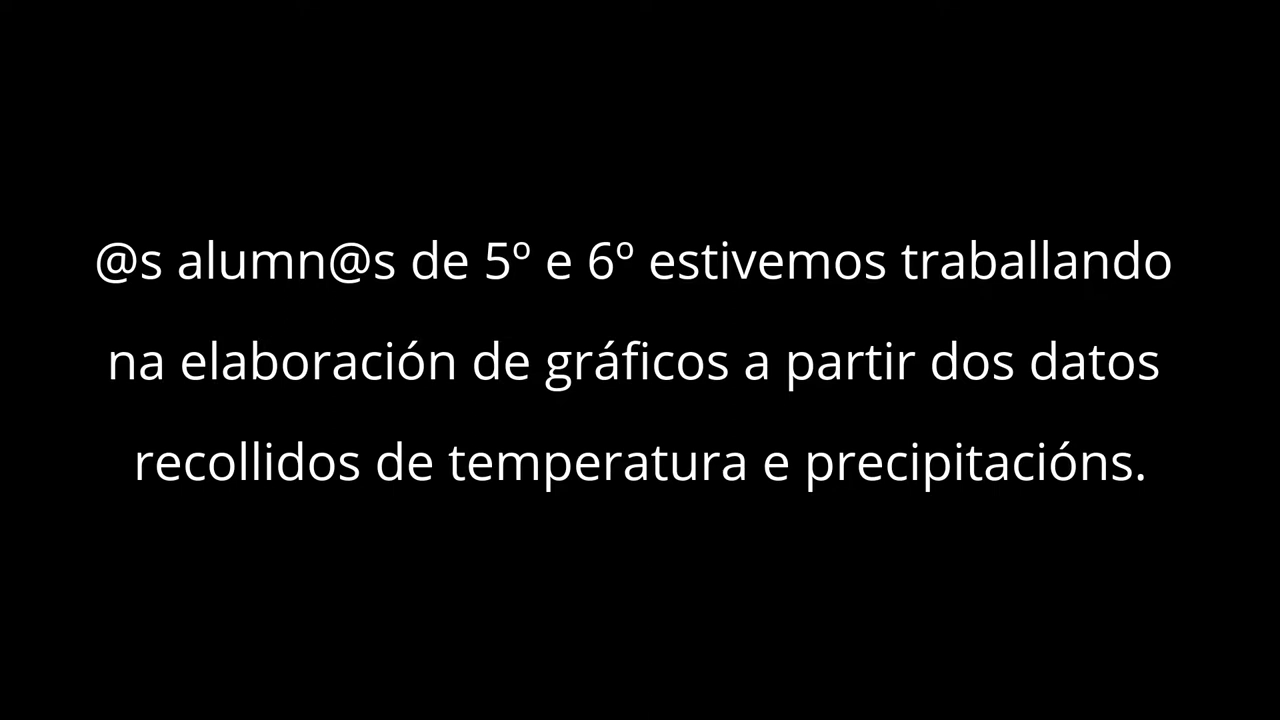 @s alumn@s de 5º e 6º estivemos traballando
na elaboración de gráficos a partir dos datos
recollidos de temperatura e precipitacións.